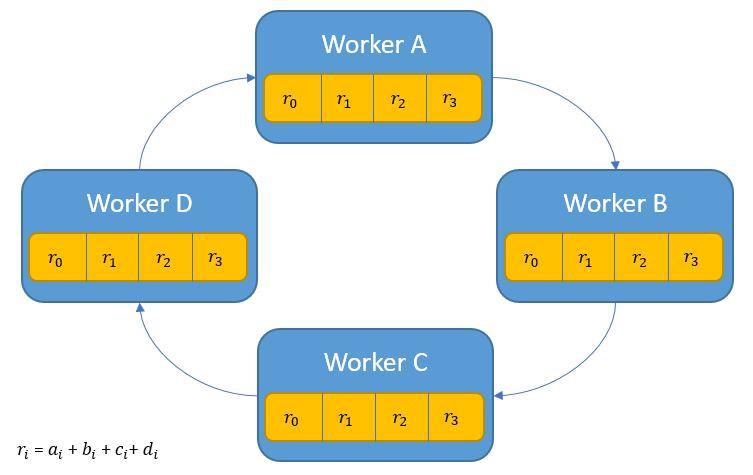 Worker A
r₀ r₁ r₂ r₃
Worker D
r₀ r₁ r₂ r₃
Worker B
r₀ r₁ r₂ r₃
Worker C
r₀ r₁ r₂ r₃
rᵢ = aᵢ + bᵢ + cᵢ+ dᵢ